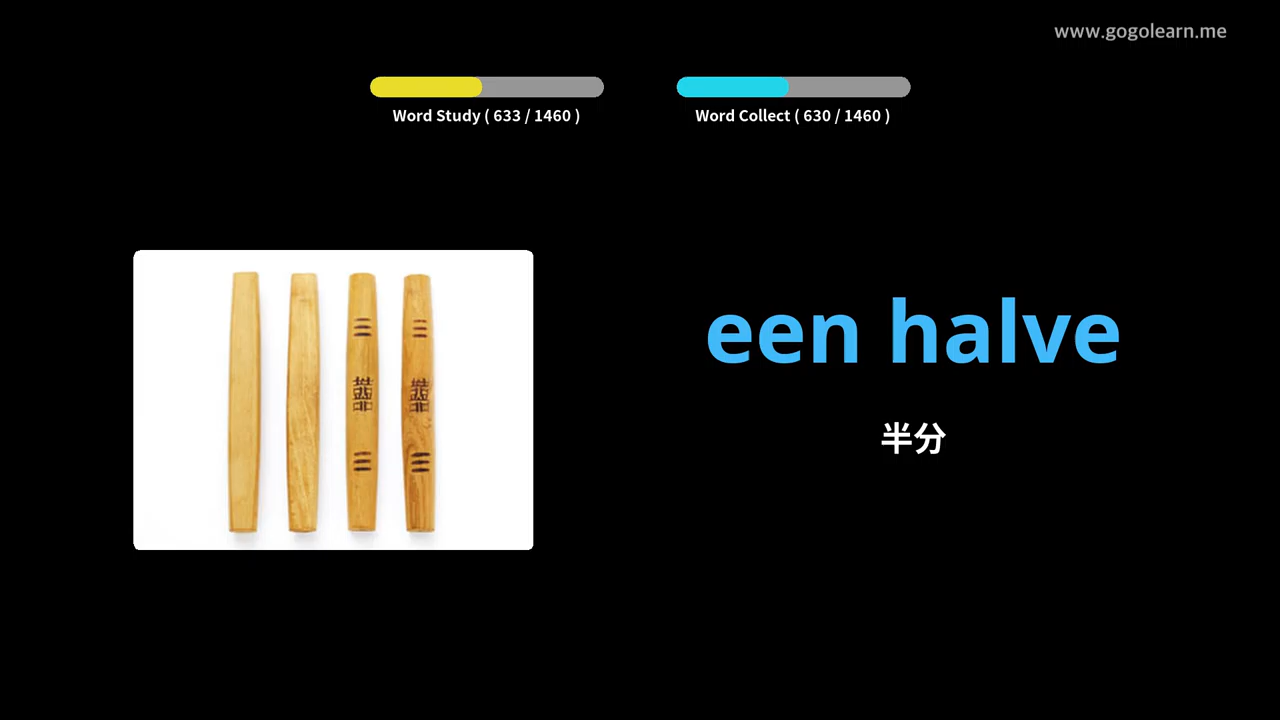 www.gogolearn.me
Word Study ( 633 / 1460 )
Word Collect ( 630 / 1460 )
een halve
半分